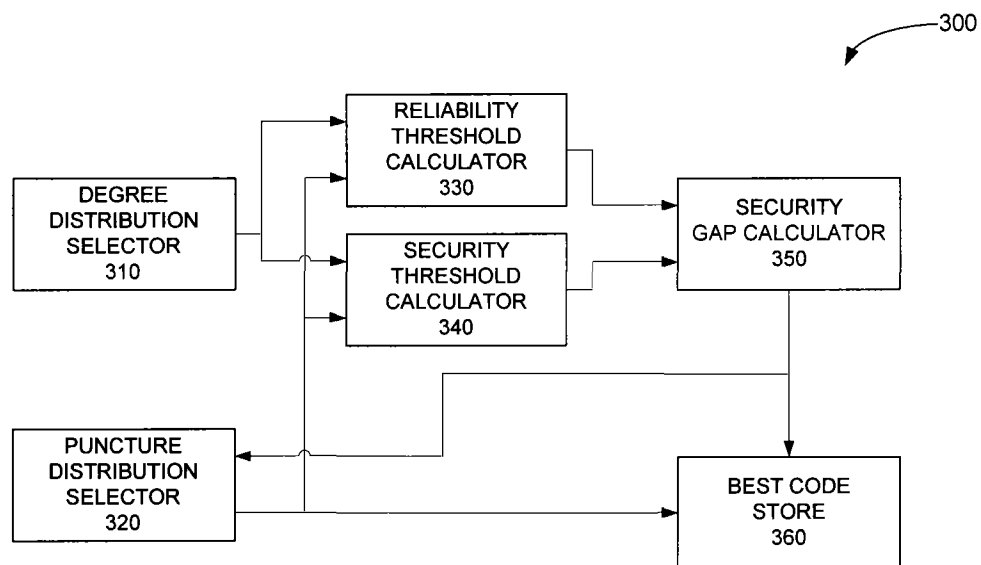 300
RELIABILITY
THRESHOLD
CALCULATOR
330
DEGREE
DISTRIBUTION
SELECTOR
310
SECURITY
GAP CALCULATOR
350
SECURITY
THRESHOLD
CALCULATOR
340
PUNCTURE
DISTRIBUTION
SELECTOR
320
BEST CODE
STORE
360